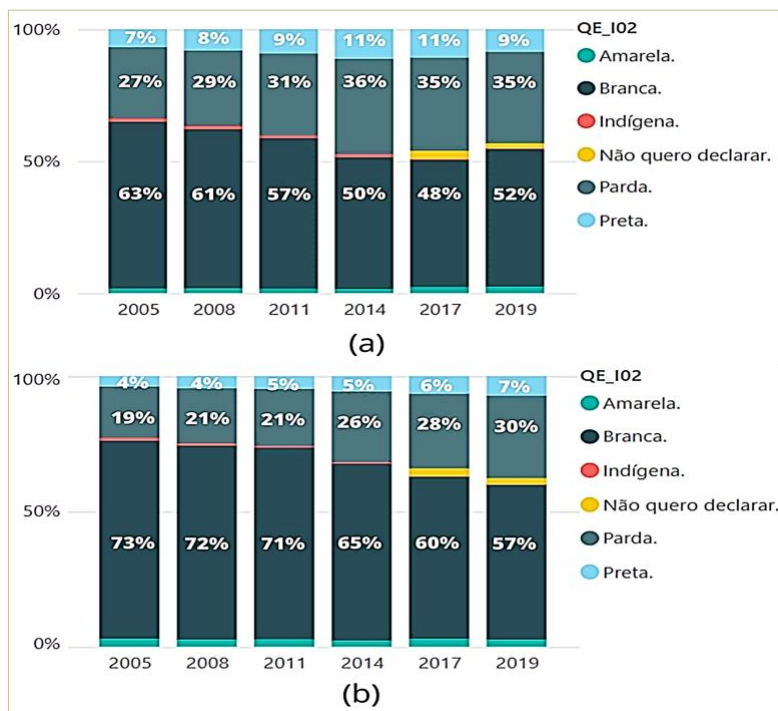 100%
7% 8% 9% 11% 11% 9%
27% 29% 31% 36% 35% 35%
50%
63% 61% 57% 50% 48% 52%
0%
2005 2008 2011 2014 2017 2019
QE_I02
Amarela.
Branca.
Indígena.
Não quero declarar.
Parda.
Preta.
(a)
100%
4% 4% 5% 5% 6% 7%
19% 21% 21% 26% 28% 30%
50%
73% 72% 71% 65% 60% 57%
0%
2005 2008 2011 2014 2017 2019
QE_I02
Amarela.
Branca.
Indígena.
Não quero declarar.
Parda.
Preta.
(b)